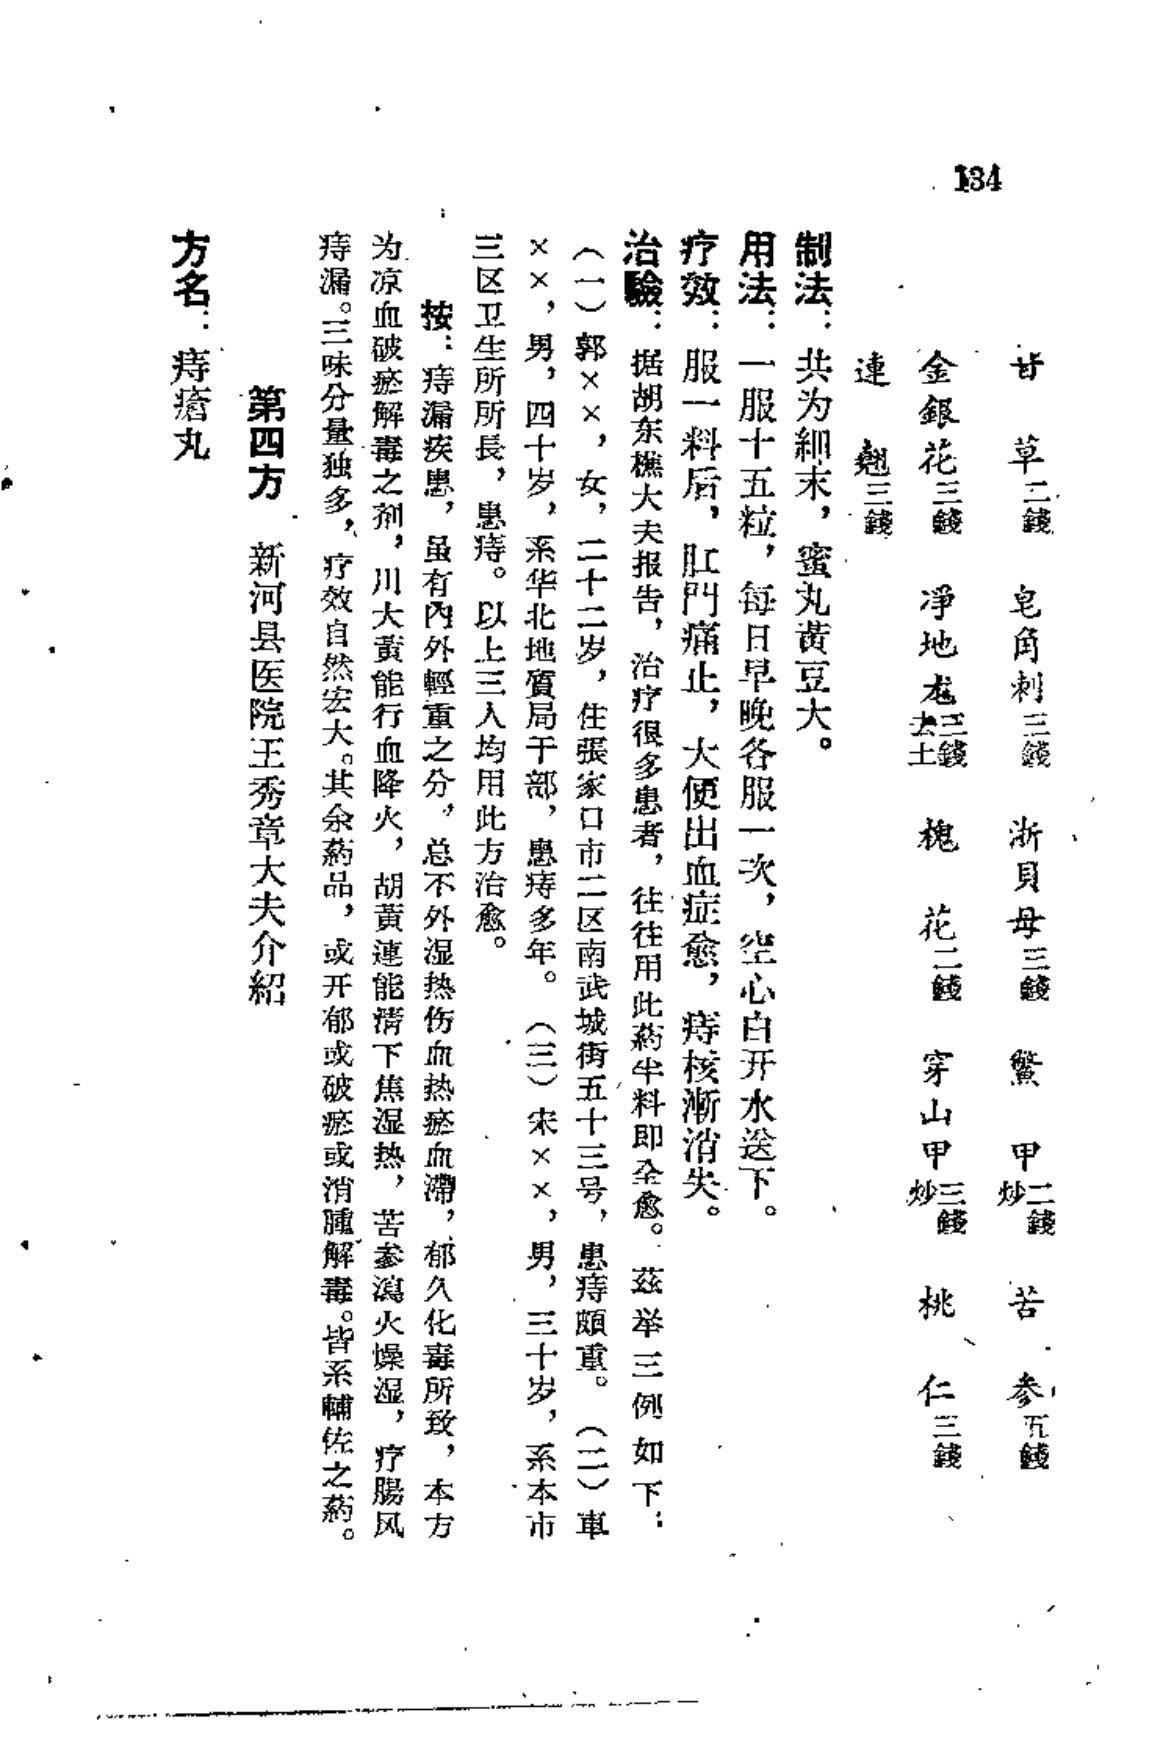 134
甘草二錢　皂角刺三錢　浙貝母三錢　鱉甲炒二錢　苦参五錢
金銀花三錢　凈地龙去土三錢　槐花二錢　穿山甲炒三錢　桃仁三錢
連翹三錢
制法：共为細末，蜜丸黃豆大。
用法：一服十五粒，每日早晚各服一次，空心白开水送下。
疗效：服一料后，肛門痛止，大便出血症愈，痔核漸消失。
治驗：据胡东樵大夫报告，治疗很多患者，往往用此葯半料即全愈。茲举三例如下：
（一）郭××，女，二十二岁，住張家口市二区南武城街五十三号，患痔頗重。（二）車
××，男，四十岁，系华北地質局干部，患痔多年。（三）宋××，男，三十岁，系本市
三区卫生所所長，患痔。以上三人均用此方治愈。
按：痔漏疾患，虽有內外輕重之分，总不外湿热伤血热瘀血滯，郁久化毒所致，本方
为凉血破瘀解毒之剂，川大黃能行血降火，胡黃連能淸下焦湿热，苦参瀉火燥湿，疗腸风
痔漏。三味分量独多，疗效自然宏大。其余葯品，或开郁或破瘀或消腫解毒。皆系輔佐之葯。
第四方　新河县医院王秀章大夫介紹
方名：痔瘡丸